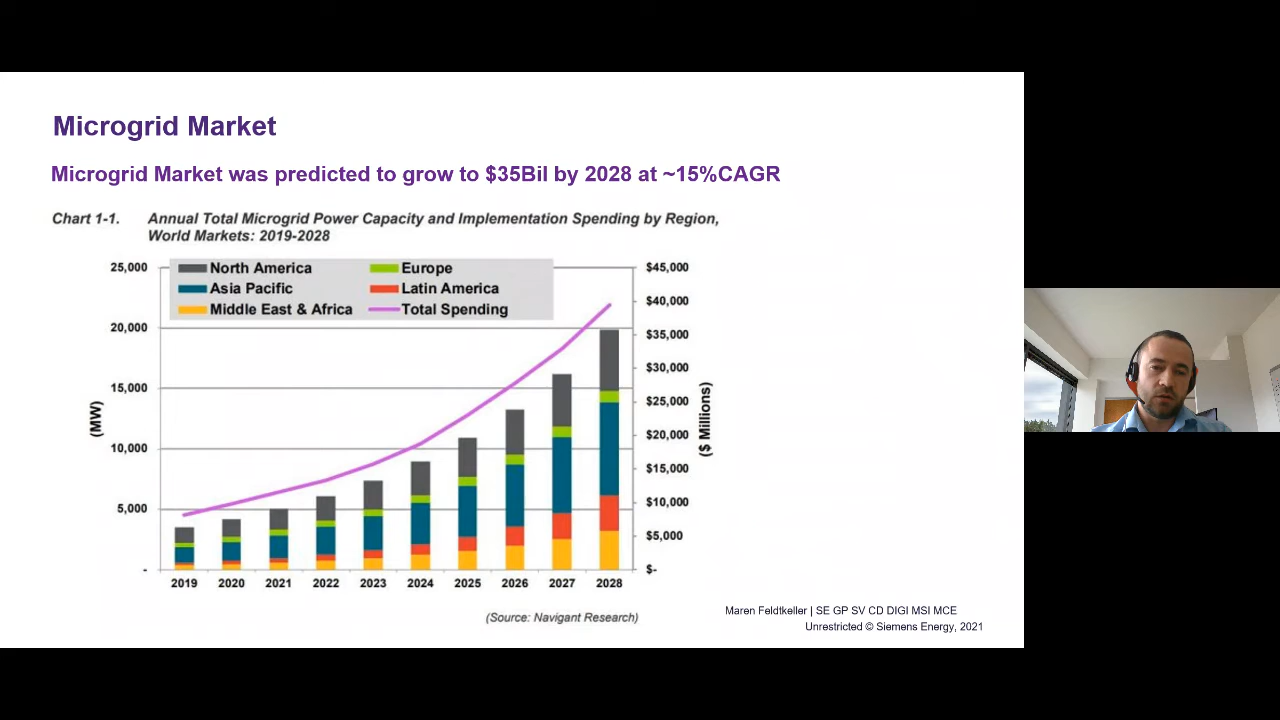 Microgrid Market
Microgrid Market was predicted to grow to $35Bil by 2028 at ~15%CAGR
Chart 1-1. Annual Total Microgrid Power Capacity and Implementation Spending by Region,
World Markets: 2019-2028
North America
Europe
Asia Pacific
Latin America
Middle East & Africa
Total Spending
25,000
20,000
15,000
10,000
5,000
-
(MW)
$45,000
$40,000
$35,000
$30,000
$25,000
$20,000
$15,000
$10,000
$5,000
$-
($ Millions)
2019 2020 2021 2022 2023 2024 2025 2026 2027 2028
(Source: Navigant Research)
Maren Feldtkeller | SE GP SV CD DIGI MSI MCE
Unrestricted © Siemens Energy, 2021